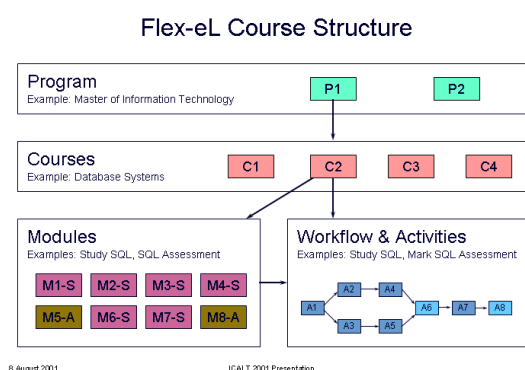 Flex-eL Course Structure
Program
Example: Master of Information Technology
P1
P2
Courses
Example: Database Systems
C1
C2
C3
C4
Modules
Examples: Study SQL, SQL Assessment
M1-S
M2-S
M3-S
M4-S
M5-A
M6-S
M7-S
M8-A
Workflow & Activities
Examples: Study SQL, Mark SQL Assessment
A1
A2
A4
A3
A5
A6
A7
A8
8 August 2001
ICALT 2001 Presentation